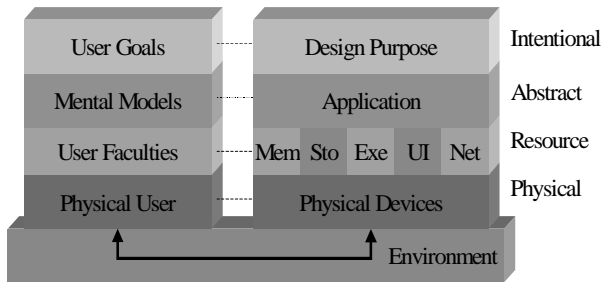 User Goals
Design Purpose
Intentional
Mental Models
Application
Abstract
User Faculties
Mem Sto Exe UI Net
Resource
Physical User
Physical Devices
Physical
Environment